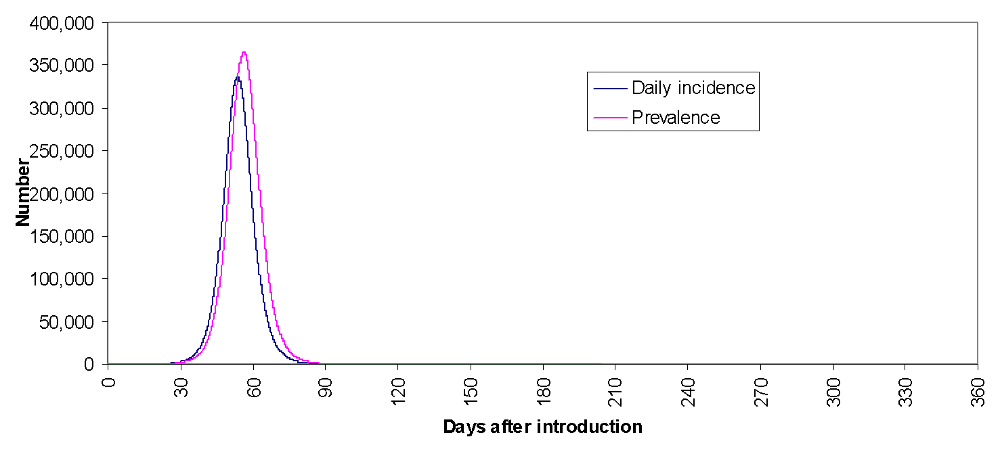 400,000
350,000
300,000
250,000
200,000
150,000
100,000
50,000
0
Number
Daily incidence
Prevalence
0 30 60 90 120 150 180 210 240 270 300 330 360
Days after introduction